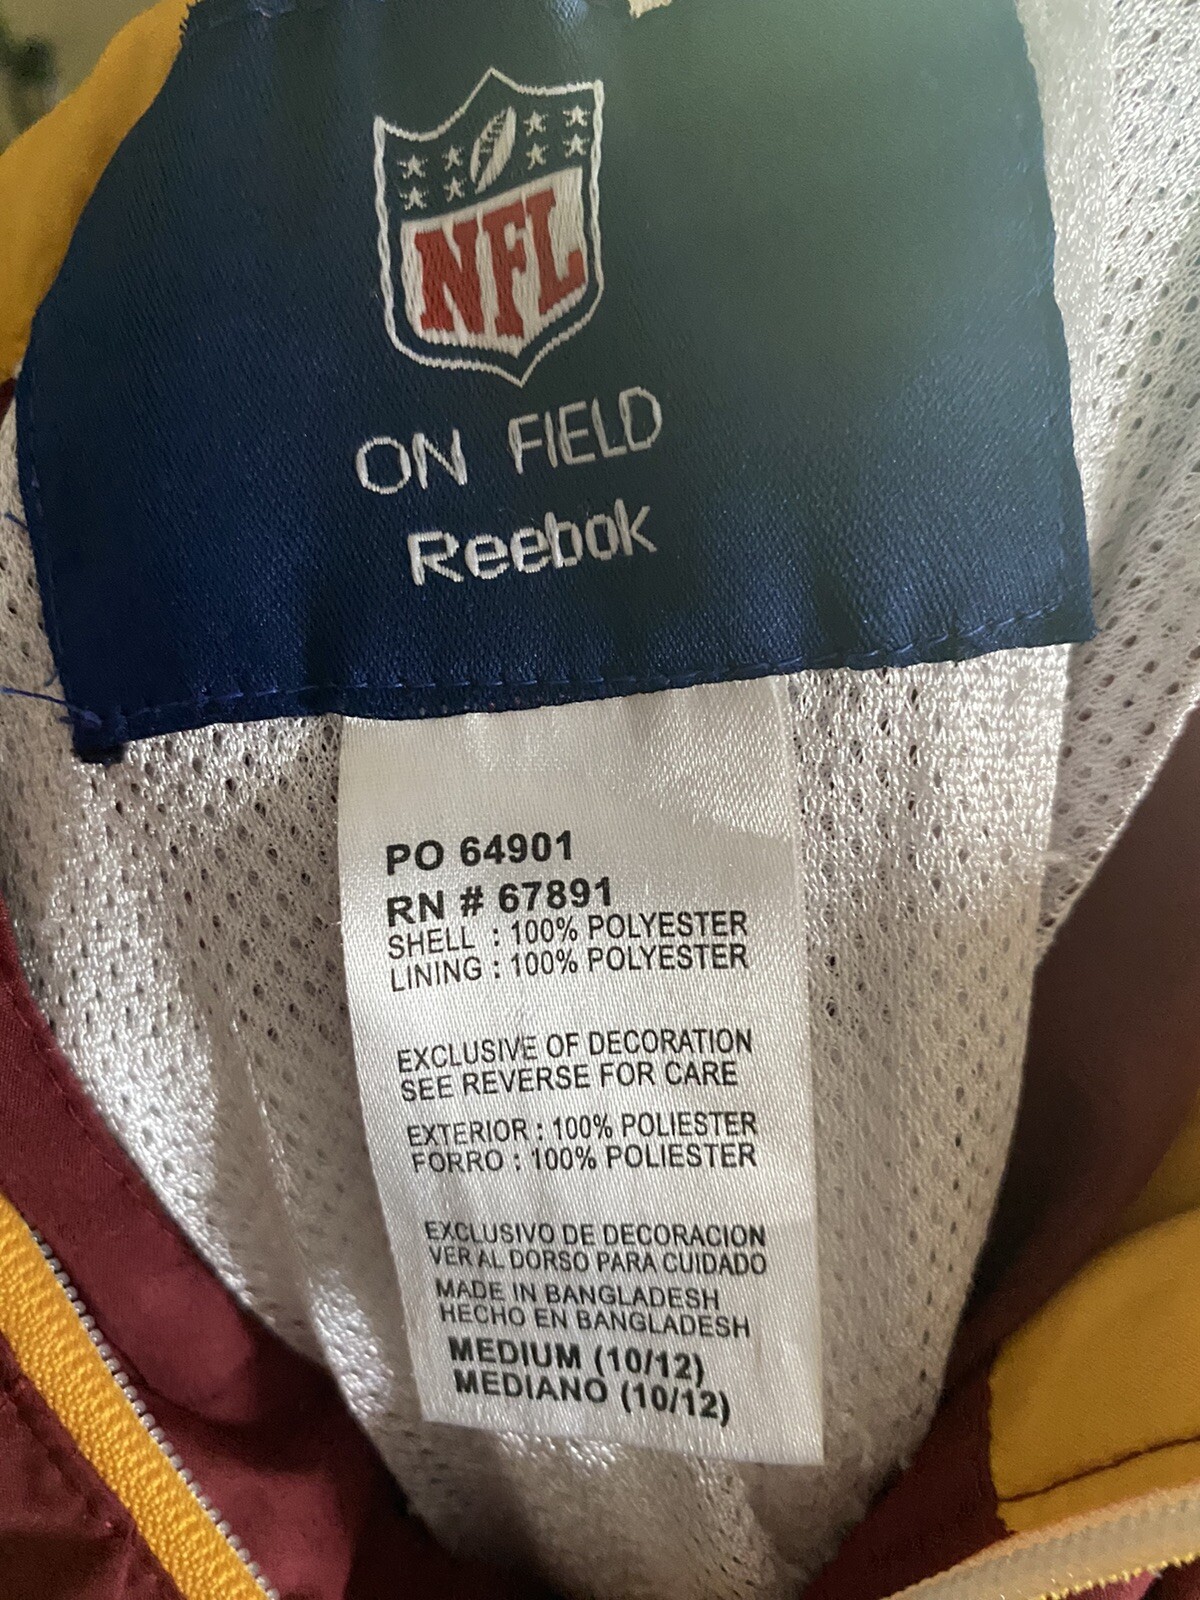 NFL
ON FIELD
Reebok
PO 64901
RN # 67891
SHELL : 100% POLYESTER
LINING : 100% POLYESTER
EXCLUSIVE OF DECORATION
SEE REVERSE FOR CARE
EXTERIOR : 100% POLIESTER
FORRO : 100% POLIESTER
EXCLUSIVO DE DECORACION
VER AL DORSO PARA CUIDADO
MADE IN BANGLADESH
HECHO EN BANGLADESH
MEDIUM (10/12)
MEDIANO (10/12)